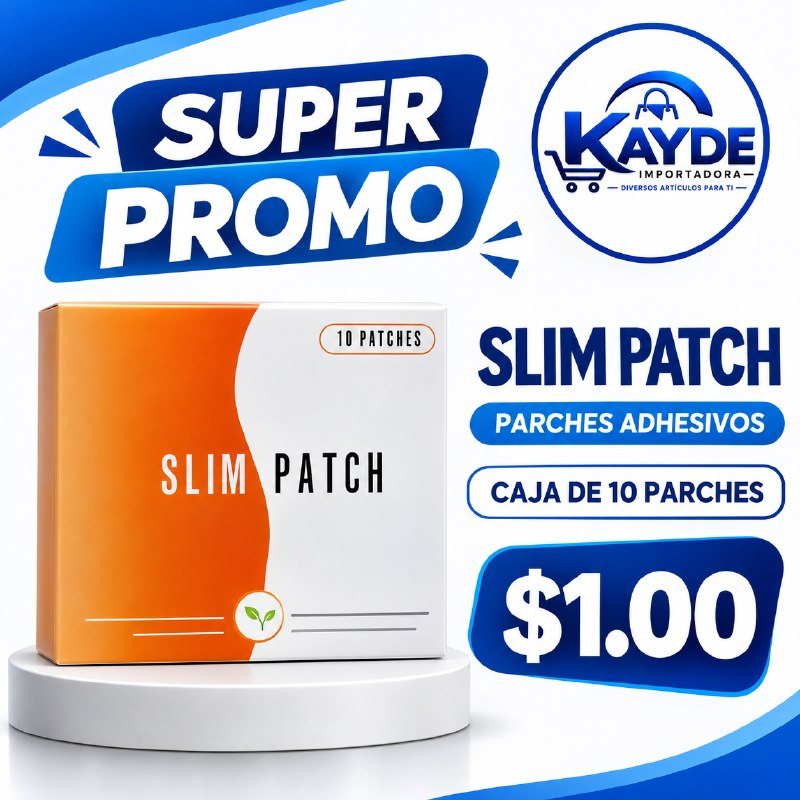 SUPER
PROMO
KAYDE
IMPORTADORA
DIVERSOS ARTÍCULOS PARA TI
10 PATCHES
SLIM PATCH
SLIM PATCH
PARCHES ADHESIVOS
CAJA DE 10 PARCHES
$1.00